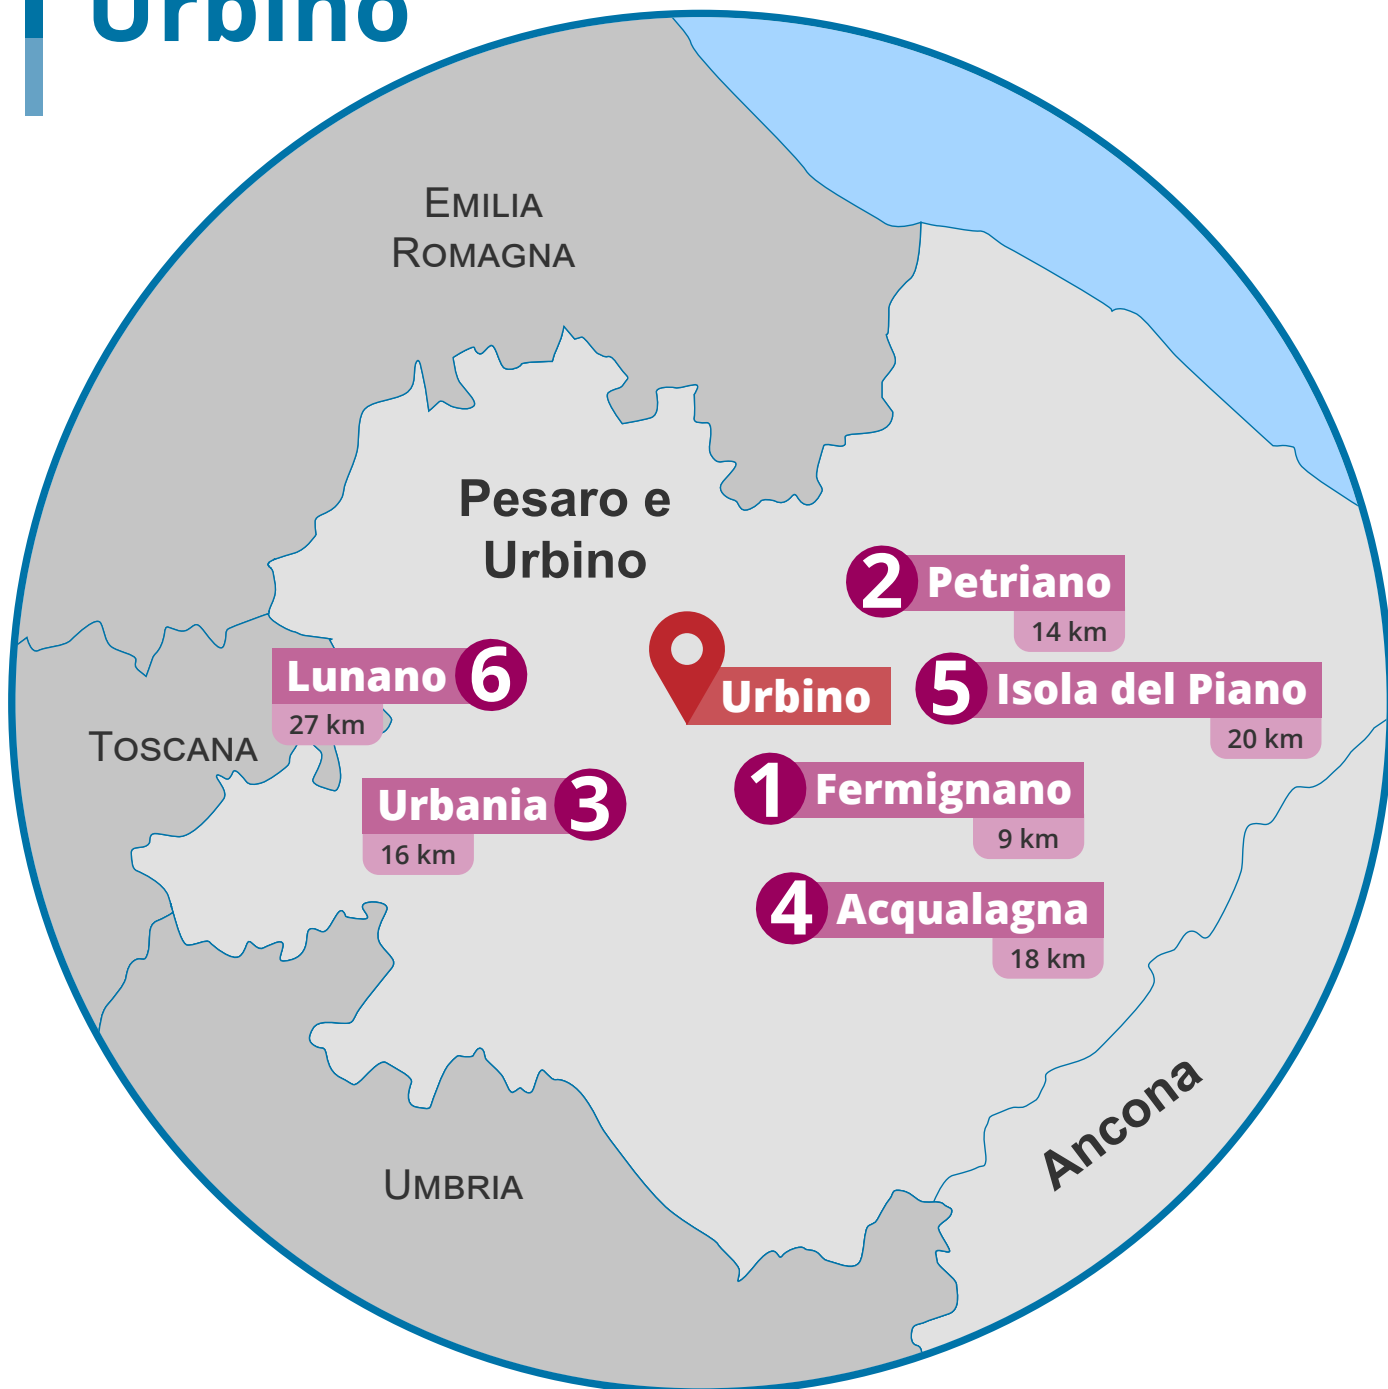 Urbino
EMILIA
ROMAGNA
Pesaro e
Urbino
2 Petriano
14 km
Lunano 6
27 km
Urbino
5 Isola del Piano
20 km
TOSCANA
Urbania 3
16 km
1 Fermignano
9 km
4 Acqualagna
18 km
Ancona
UMBRIA